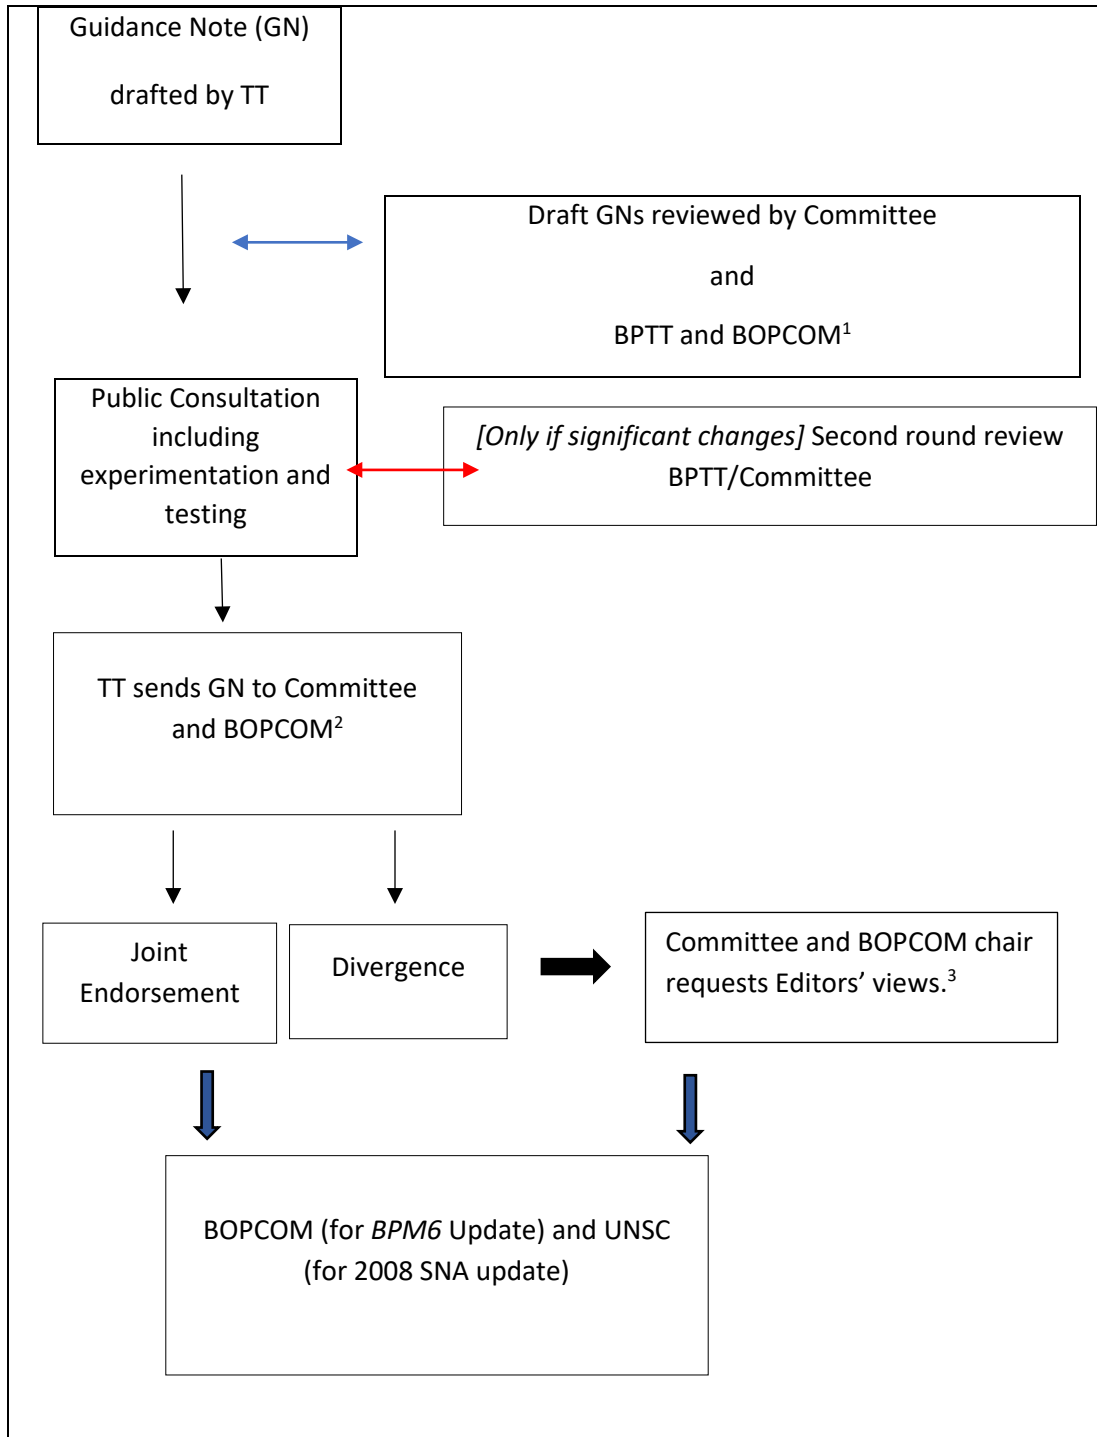 Guidance Note (GN)
drafted by TT
Draft GNs reviewed by Committee
and
BPTT and BOPCOM¹
Public Consultation
including
experimentation and
testing
[Only if significant changes] Second round review
BPTT/Committee
TT sends GN to Committee
and BOPCOM²
Joint
Endorsement
Divergence
Committee and BOPCOM chair
requests Editors’ views.³
BOPCOM (for BPM6 Update) and UNSC
(for 2008 SNA update)